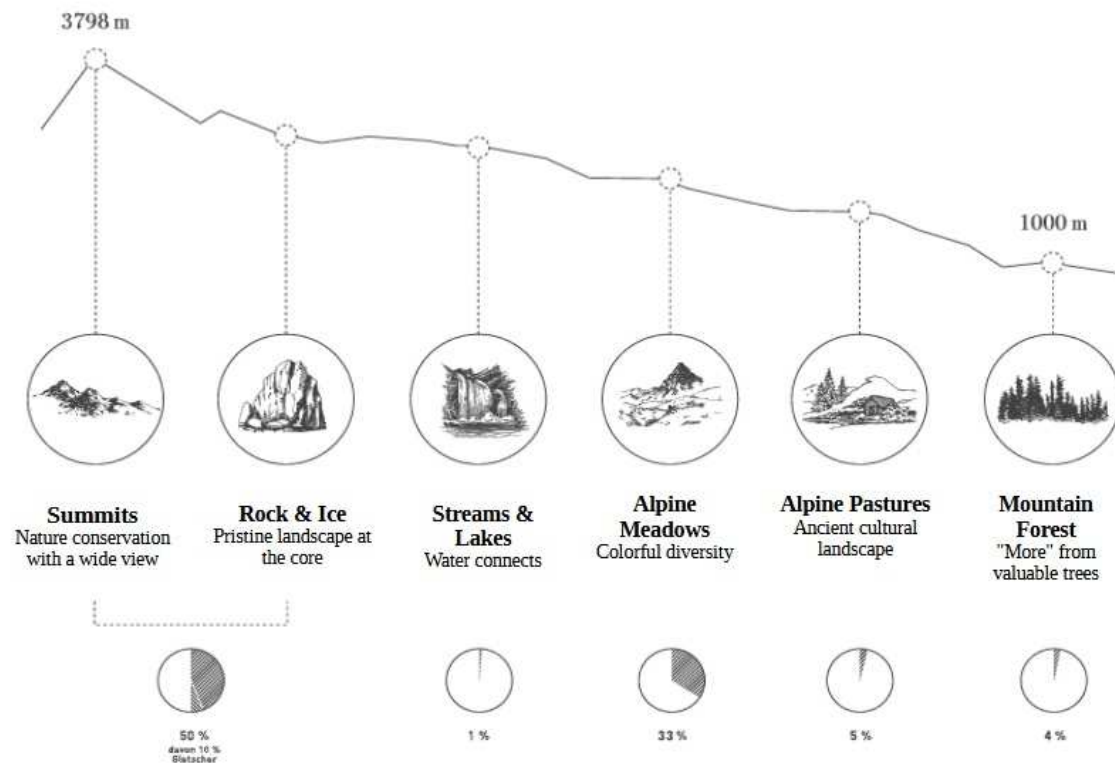 3798 m
1000 m
Summits
Nature conservation
with a wide view
Rock & Ice
Pristine landscape at
the core
Streams &
Lakes
Water connects
Alpine
Meadows
Colorful diversity
Alpine Pastures
Ancient cultural
landscape
Mountain
Forest
"More" from
valuable trees
50 %
davon 10 %
Gletscher
1 %
33 %
5 %
4 %